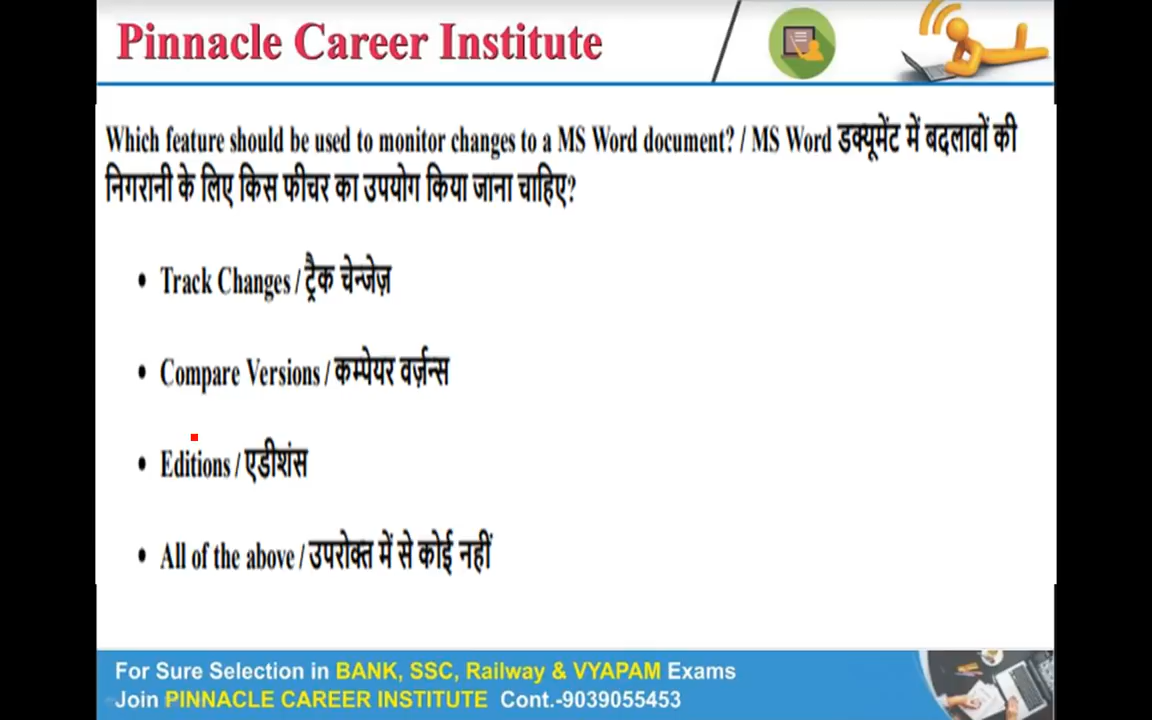 Pinnacle Career Institute
Which feature should be used to monitor changes to a MS Word document? / MS Word डक्यूमेंट में बदलावों की
निगरानी के लिए किस फीचर का उपयोग किया जाना चाहिए?
• Track Changes / ट्रैक चेन्जेज़
• Compare Versions / कम्पेयर वर्ज़न्स
• Editions / एडीशंस
• All of the above / उपरोक्त में से कोई नहीं
For Sure Selection in BANK, SSC, Railway & VYAPAM Exams
Join PINNACLE CAREER INSTITUTE Cont.-9039055453